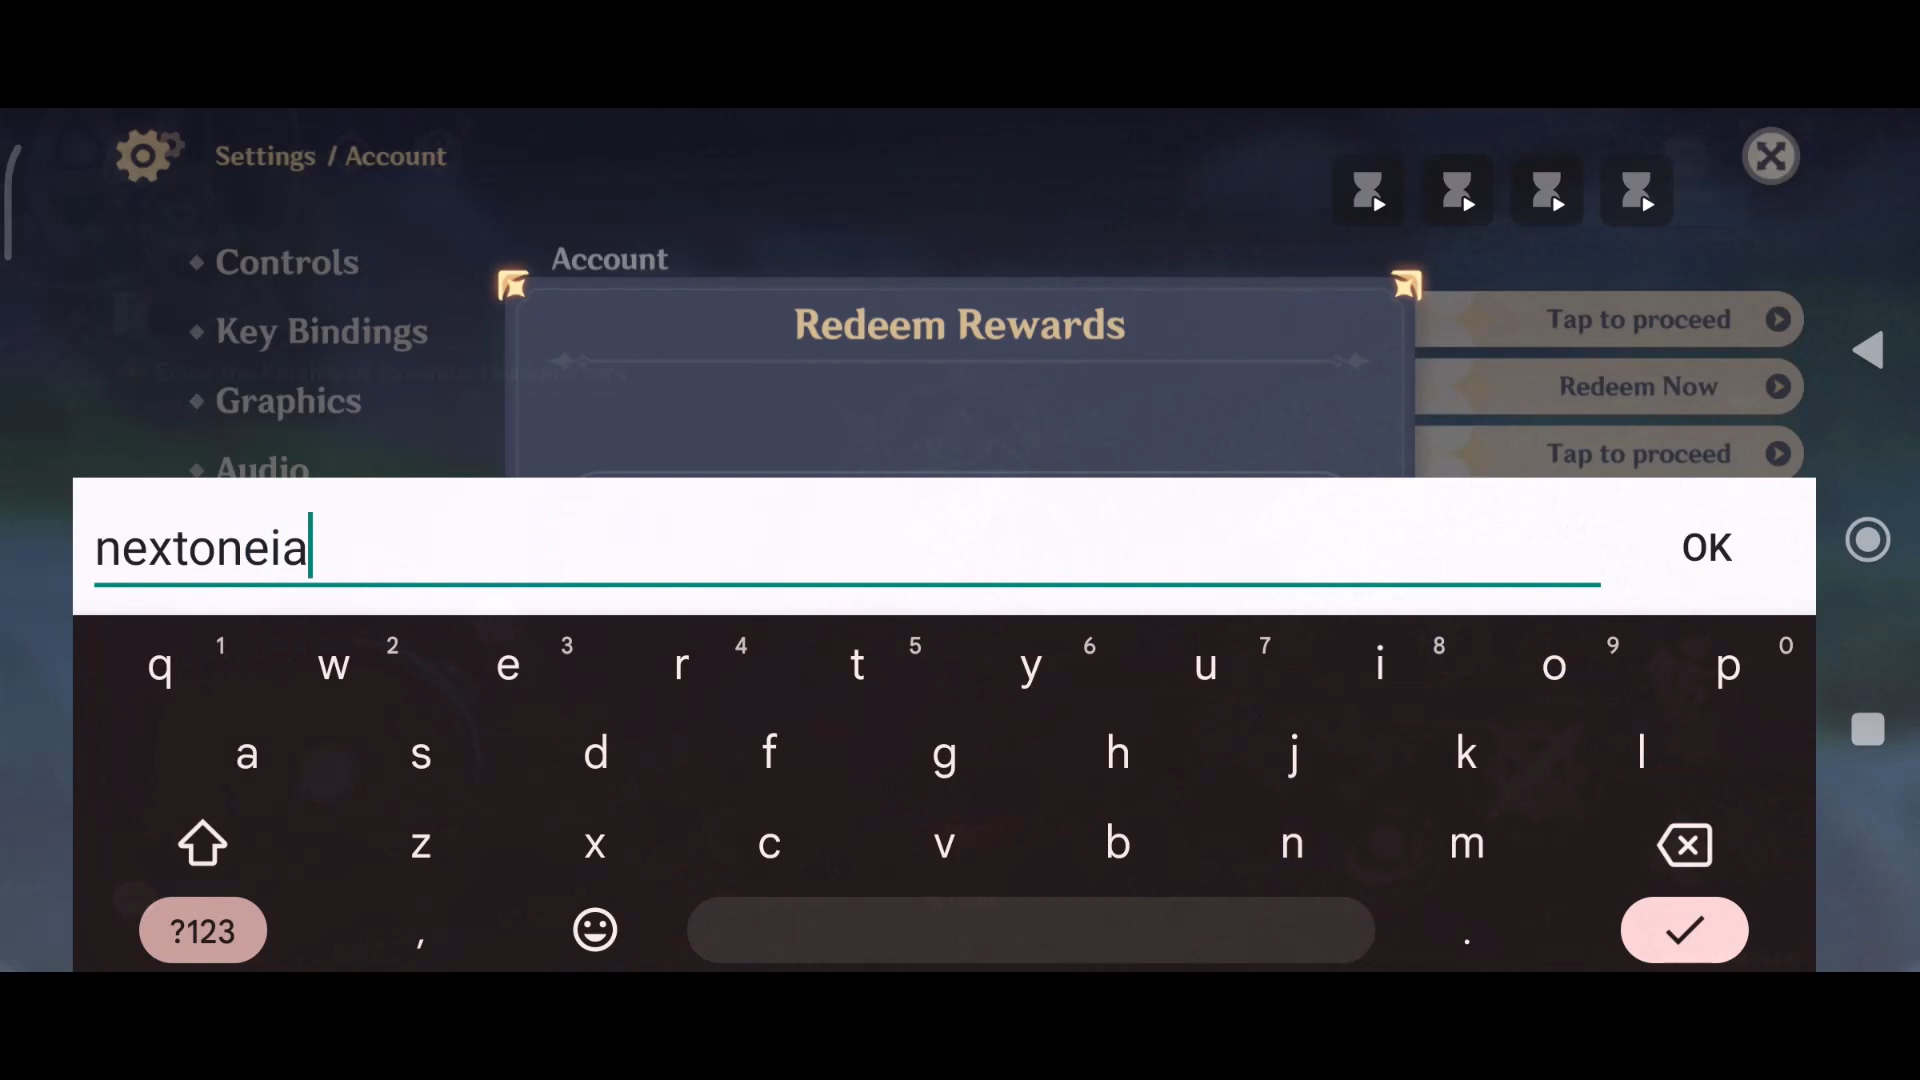 Settings / Account
Controls
Key Bindings
Graphics
Audio
Account
Redeem Rewards
Tap to proceed
Redeem Now
Tap to proceed
nextoneia
OK
q 1 w 2 e 3 r 4 t 5 y 6 u 7 i 8 o 9 p 0
a s d f g h j k l
z x c v b n m
?123 , .